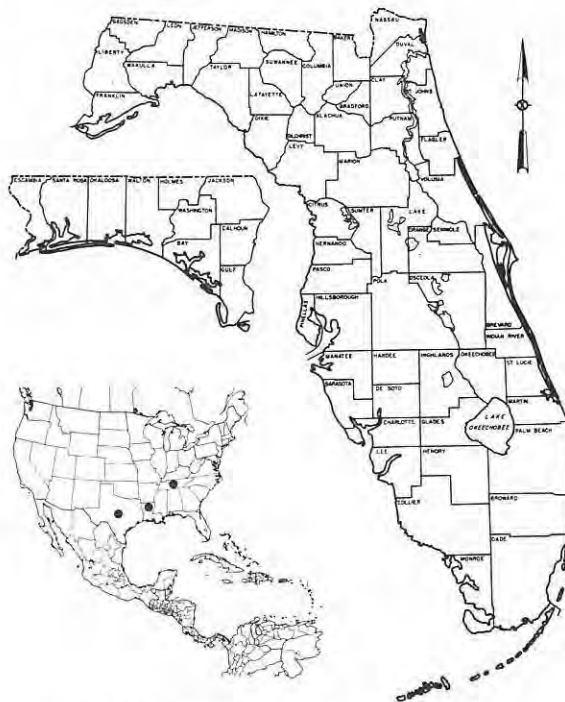 NASSAU
GADSDEN LEON JEFFERSON MADISON HAMILTON BAKER DUVAL
LIBERTY WAKULLA TAYLOR SUWANNEE COLUMBIA UNION CLAY ST JOHNS
FRANKLIN LAFAYETTE BRADFORD
DIXIE GILCHRIST ALACHUA PUTNAM
LEVY FLAGLER
MARION VOLUSIA
ESCAMBIA SANTA ROSA OKALOOSA WALTON HOLMES JACKSON
WASHINGTON
BAY CALHOUN
GULF
CITRUS SUMTER LAKE
HERNANDO ORANGE SEMINOLE
PASCO
POLK OSCEOLA
HILLSBOROUGH
PINELLAS
BREVARD
INDIAN RIVER
MANATEE HARDEE HIGHLANDS OKEECHOBEE
ST LUCIE
SARASOTA DE SOTO
MARTIN
CHARLOTTE GLADES LAKE
OKEECHOBEE PALM BEACH
LEE HENDRY
COLLIER
BROWARD
DADE
MONROE